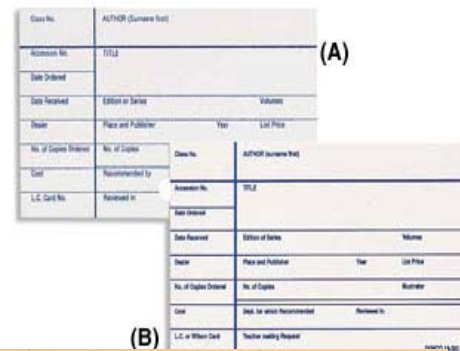 Class No. AUTHOR (Surname first)
Accession No. TITLE
Date Ordered
Date Received Edition or Series Volumes
Dealer Place and Publisher Year List Price
No. of Copies Ordered No. of Copies
Cost Recommended by
L.C. Card No. Reviewed in
(A)
Class No. AUTHOR (surname first)
Accession No. TITLE
Date Ordered
Date Received Edition of Series Volumes
Dealer Place and Publisher Year List Price
No. of Copies Ordered No. of Copies Illustrator
Cost Dept. for which Recommended Reviewed In
L.C. or Wilson Card Teacher making Request
(B)